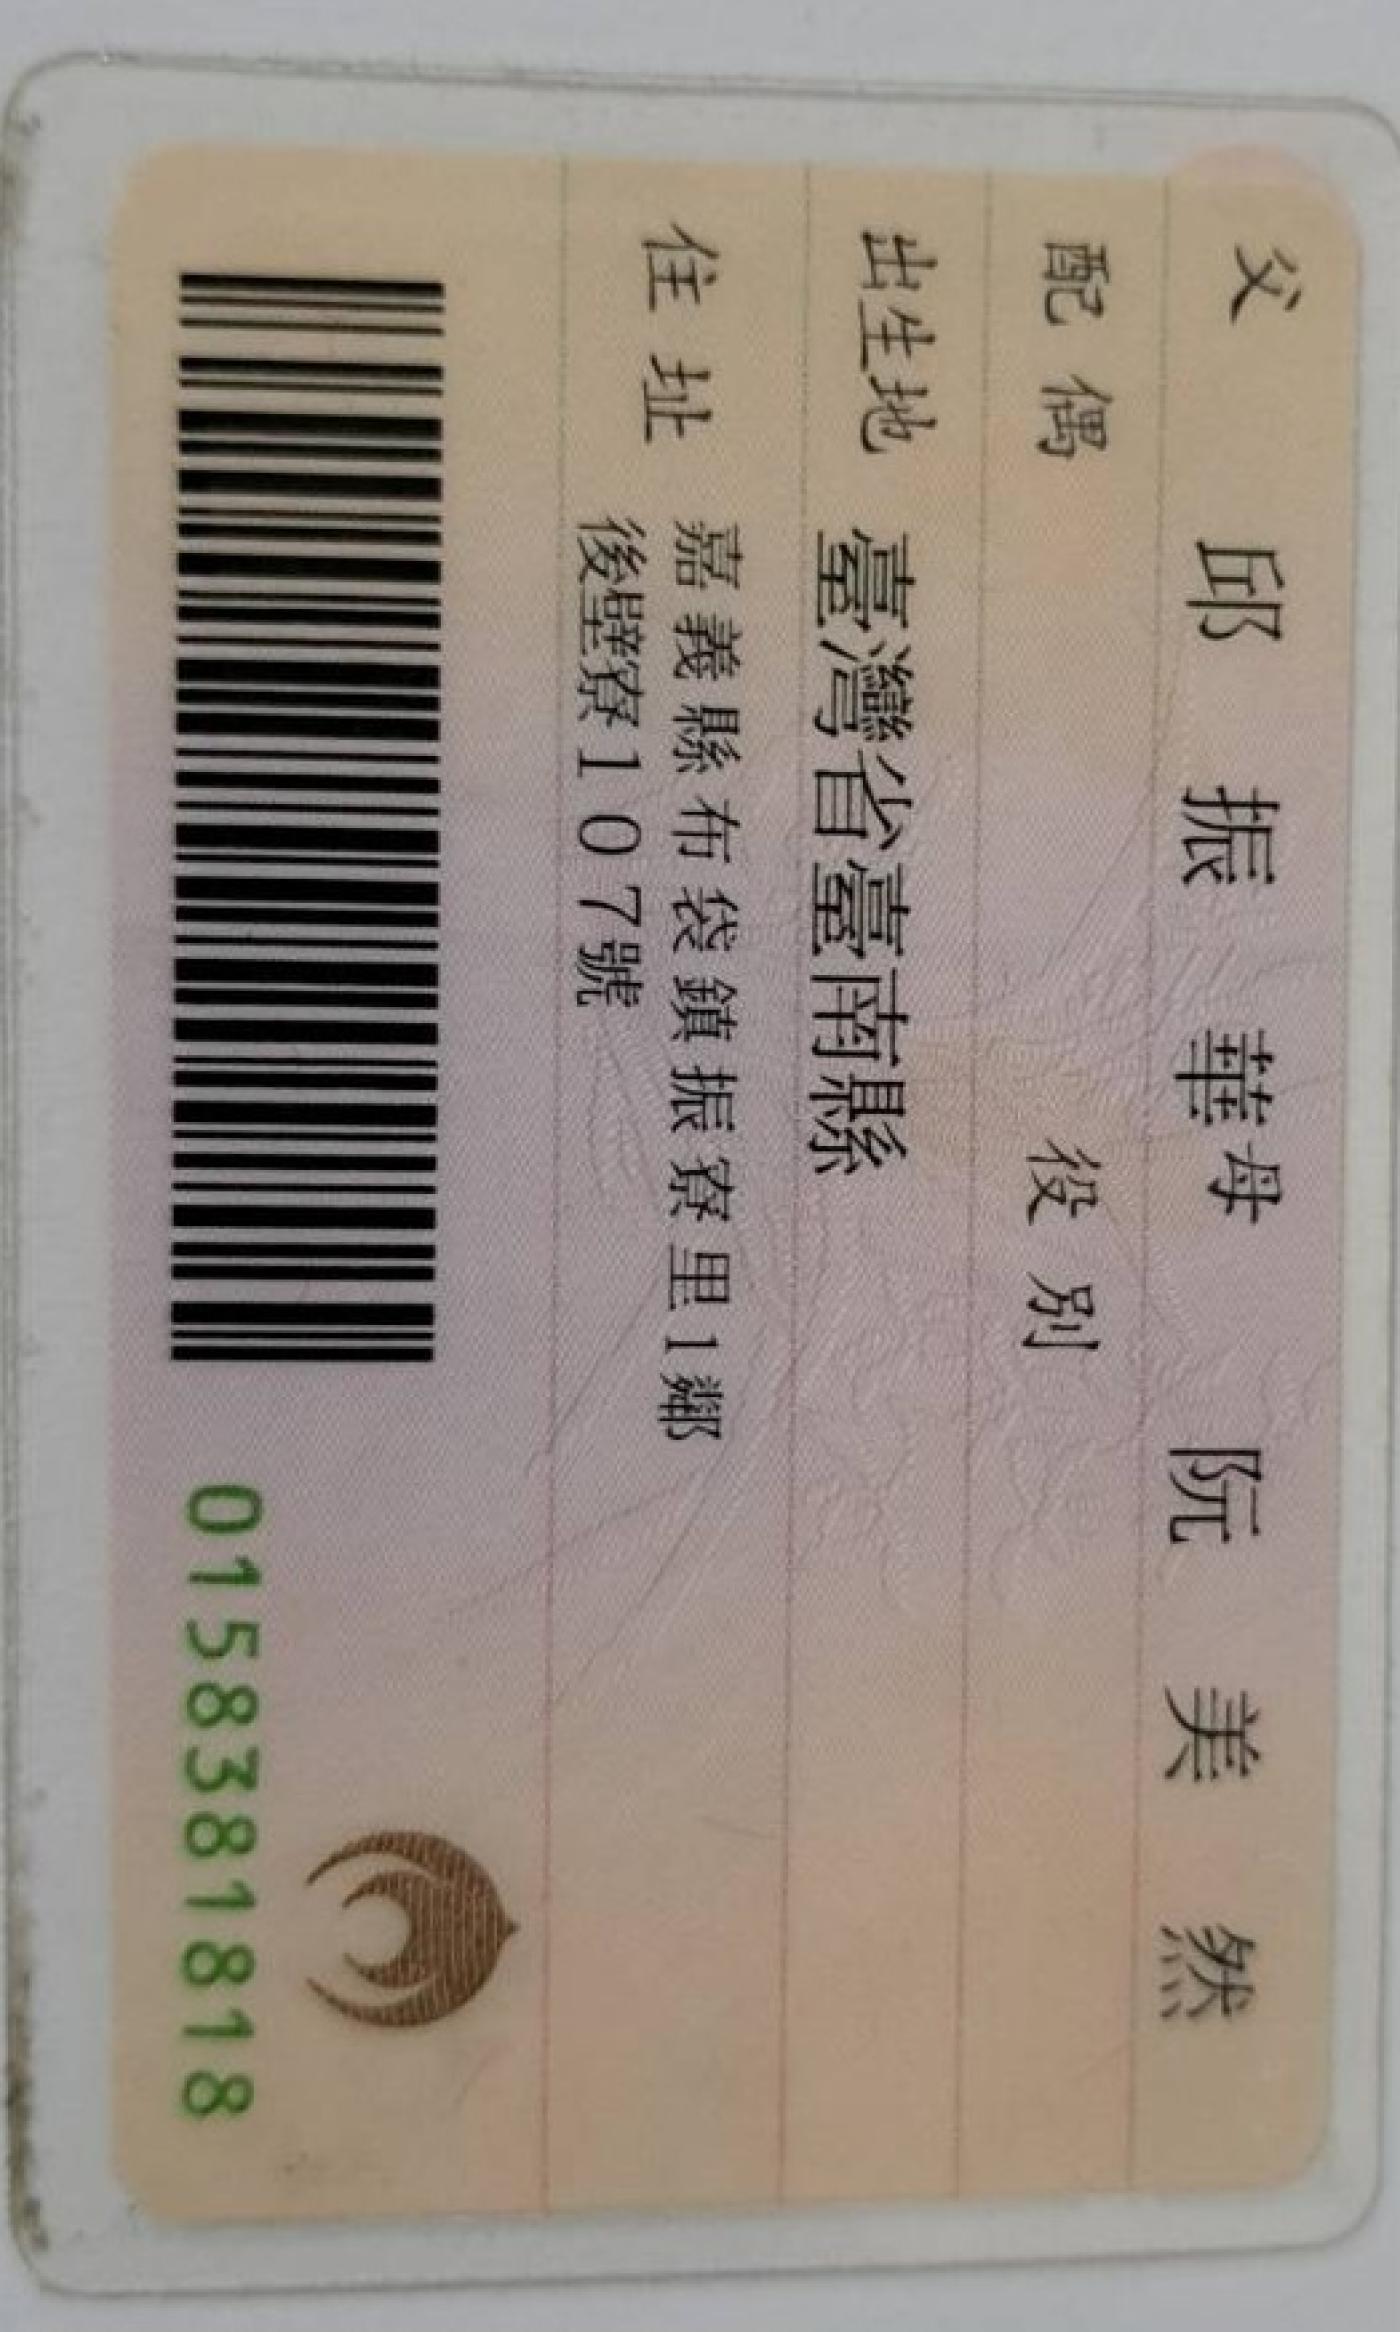 父 邱振華 母 阮美然
配偶 役別
出生地 臺灣省臺南縣
住址 嘉義縣布袋鎮振寮里1鄰
後壁寮107號
0158381818